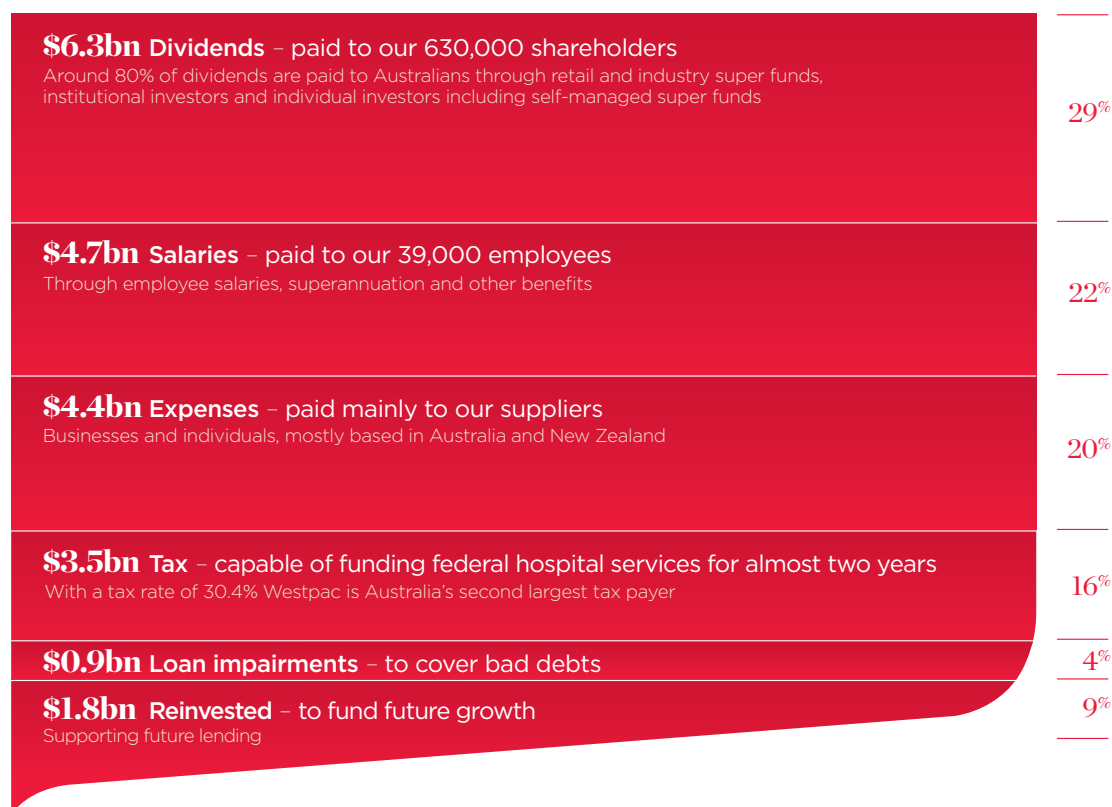 $6.3bn Dividends – paid to our 630,000 shareholders
Around 80% of dividends are paid to Australians through retail and industry super funds,
institutional investors and individual investors including self-managed super funds
29%
$4.7bn Salaries – paid to our 39,000 employees
Through employee salaries, superannuation and other benefits
22%
$4.4bn Expenses – paid mainly to our suppliers
Businesses and individuals, mostly based in Australia and New Zealand
20%
$3.5bn Tax – capable of funding federal hospital services for almost two years
With a tax rate of 30.4% Westpac is Australia's second largest tax payer
16%
$0.9bn Loan impairments – to cover bad debts
4%
$1.8bn Reinvested – to fund future growth
Supporting future lending
9%